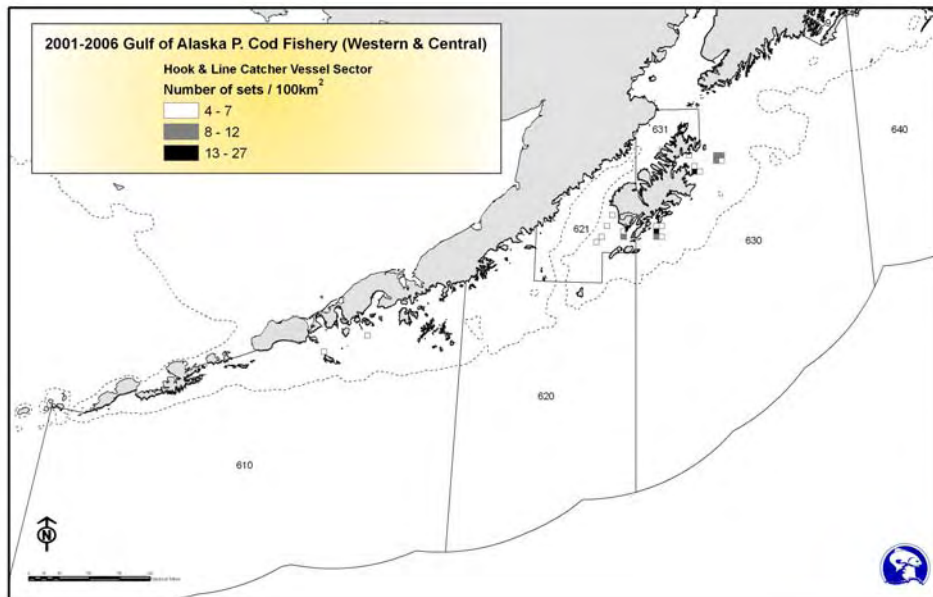 2001-2006 Gulf of Alaska P. Cod Fishery (Western & Central)
Hook & Line Catcher Vessel Sector
Number of sets / 100km²
4 - 7
8 - 12
13 - 27
631
640
621
630
620
610
N